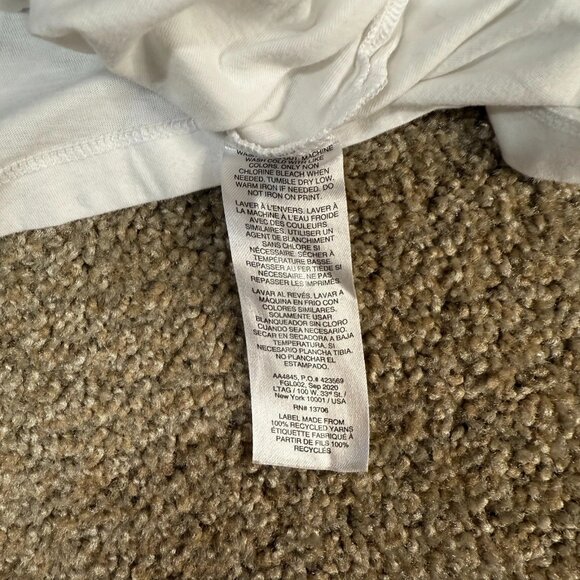 WASH COLD WITH LIKE
COLORS. ONLY NON
CHLORINE BLEACH WHEN
NEEDED. TUMBLE DRY LOW.
WARM IRON IF NEEDED. DO
NOT IRON ON PRINT.
LAVER À L'ENVERS. LAVER À
LA MACHINE À L'EAU FROIDE
AVEC DES COULEURS
SIMILAIRES. UTILISER UN
AGENT DE BLANCHIMENT
SANS CHLORE SI
NÉCESSAIRE. SÉCHER À
TEMPÉRATURE BASSE.
REPASSER AU FER TIÈDE SI
NÉCESSAIRE. NE PAS
REPASSER LES IMPRIMÉS
LAVAR AL REVÉS. LAVAR A
MÁQUINA EN FRIO CON
COLORES SIMILARES.
SOLAMENTE USAR
BLANQUEADOR SIN CLORO
CUANDO SEA NECESARIO.
SECAR EN SECADORA A BAJA
TEMPERATURA. SI
NECESARIO PLANCHA TIBIA.
NO PLANCHAR EL
ESTAMPADO.
AA4845, P.O.# 423569
FGL002, Sep 2020
LTAG / 100 W. 33rd St. /
New York 10001 / USA
RN# 13706
LABEL MADE FROM
100% RECYCLED YARNS
ÉTIQUETTE FABRIQUÉ À
PARTIR DE FILS 100%
RECYCLÉS